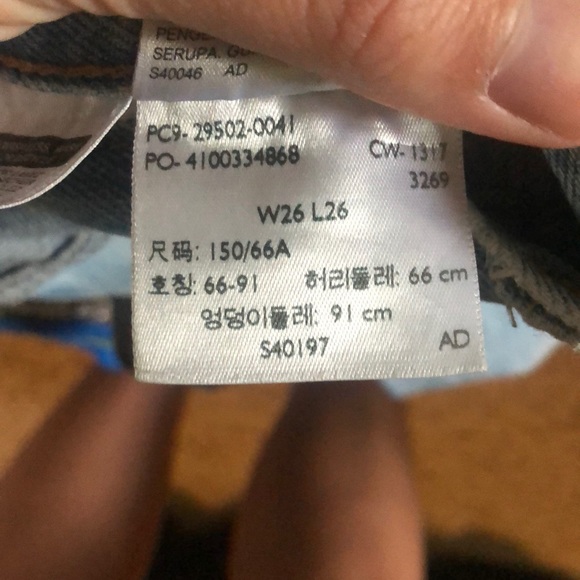 SERUPA.
S40046 AD
PC9- 29502-0041
PO- 4100334868 CW- 1317
3269
W26 L26
尺码: 150/66A
호칭: 66-91 허리둘레: 66 cm
엉덩이둘레: 91 cm
S40197 AD